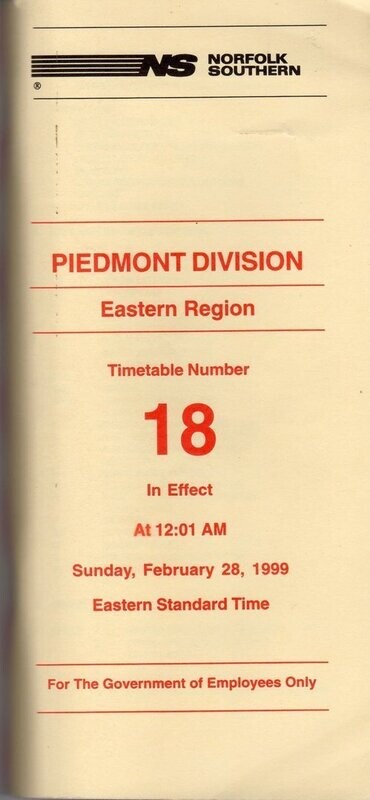 NS NORFOLK
SOUTHERN
®
PIEDMONT DIVISION
Eastern Region
Timetable Number
18
In Effect
At 12:01 AM
Sunday, February 28, 1999
Eastern Standard Time
For The Government of Employees Only